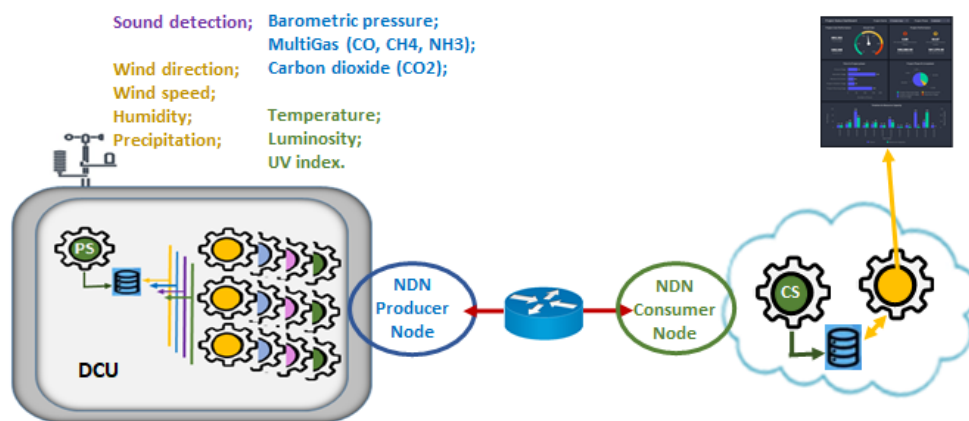 Sound detection;
Barometric pressure;
MultiGas (CO, CH4, NH3);
Carbon dioxide (CO2);
Wind direction;
Wind speed;
Humidity;
Precipitation;
Temperature;
Luminosity;
UV index.
PS
DCU
NDN
Producer
Node
NDN
Consumer
Node
CS